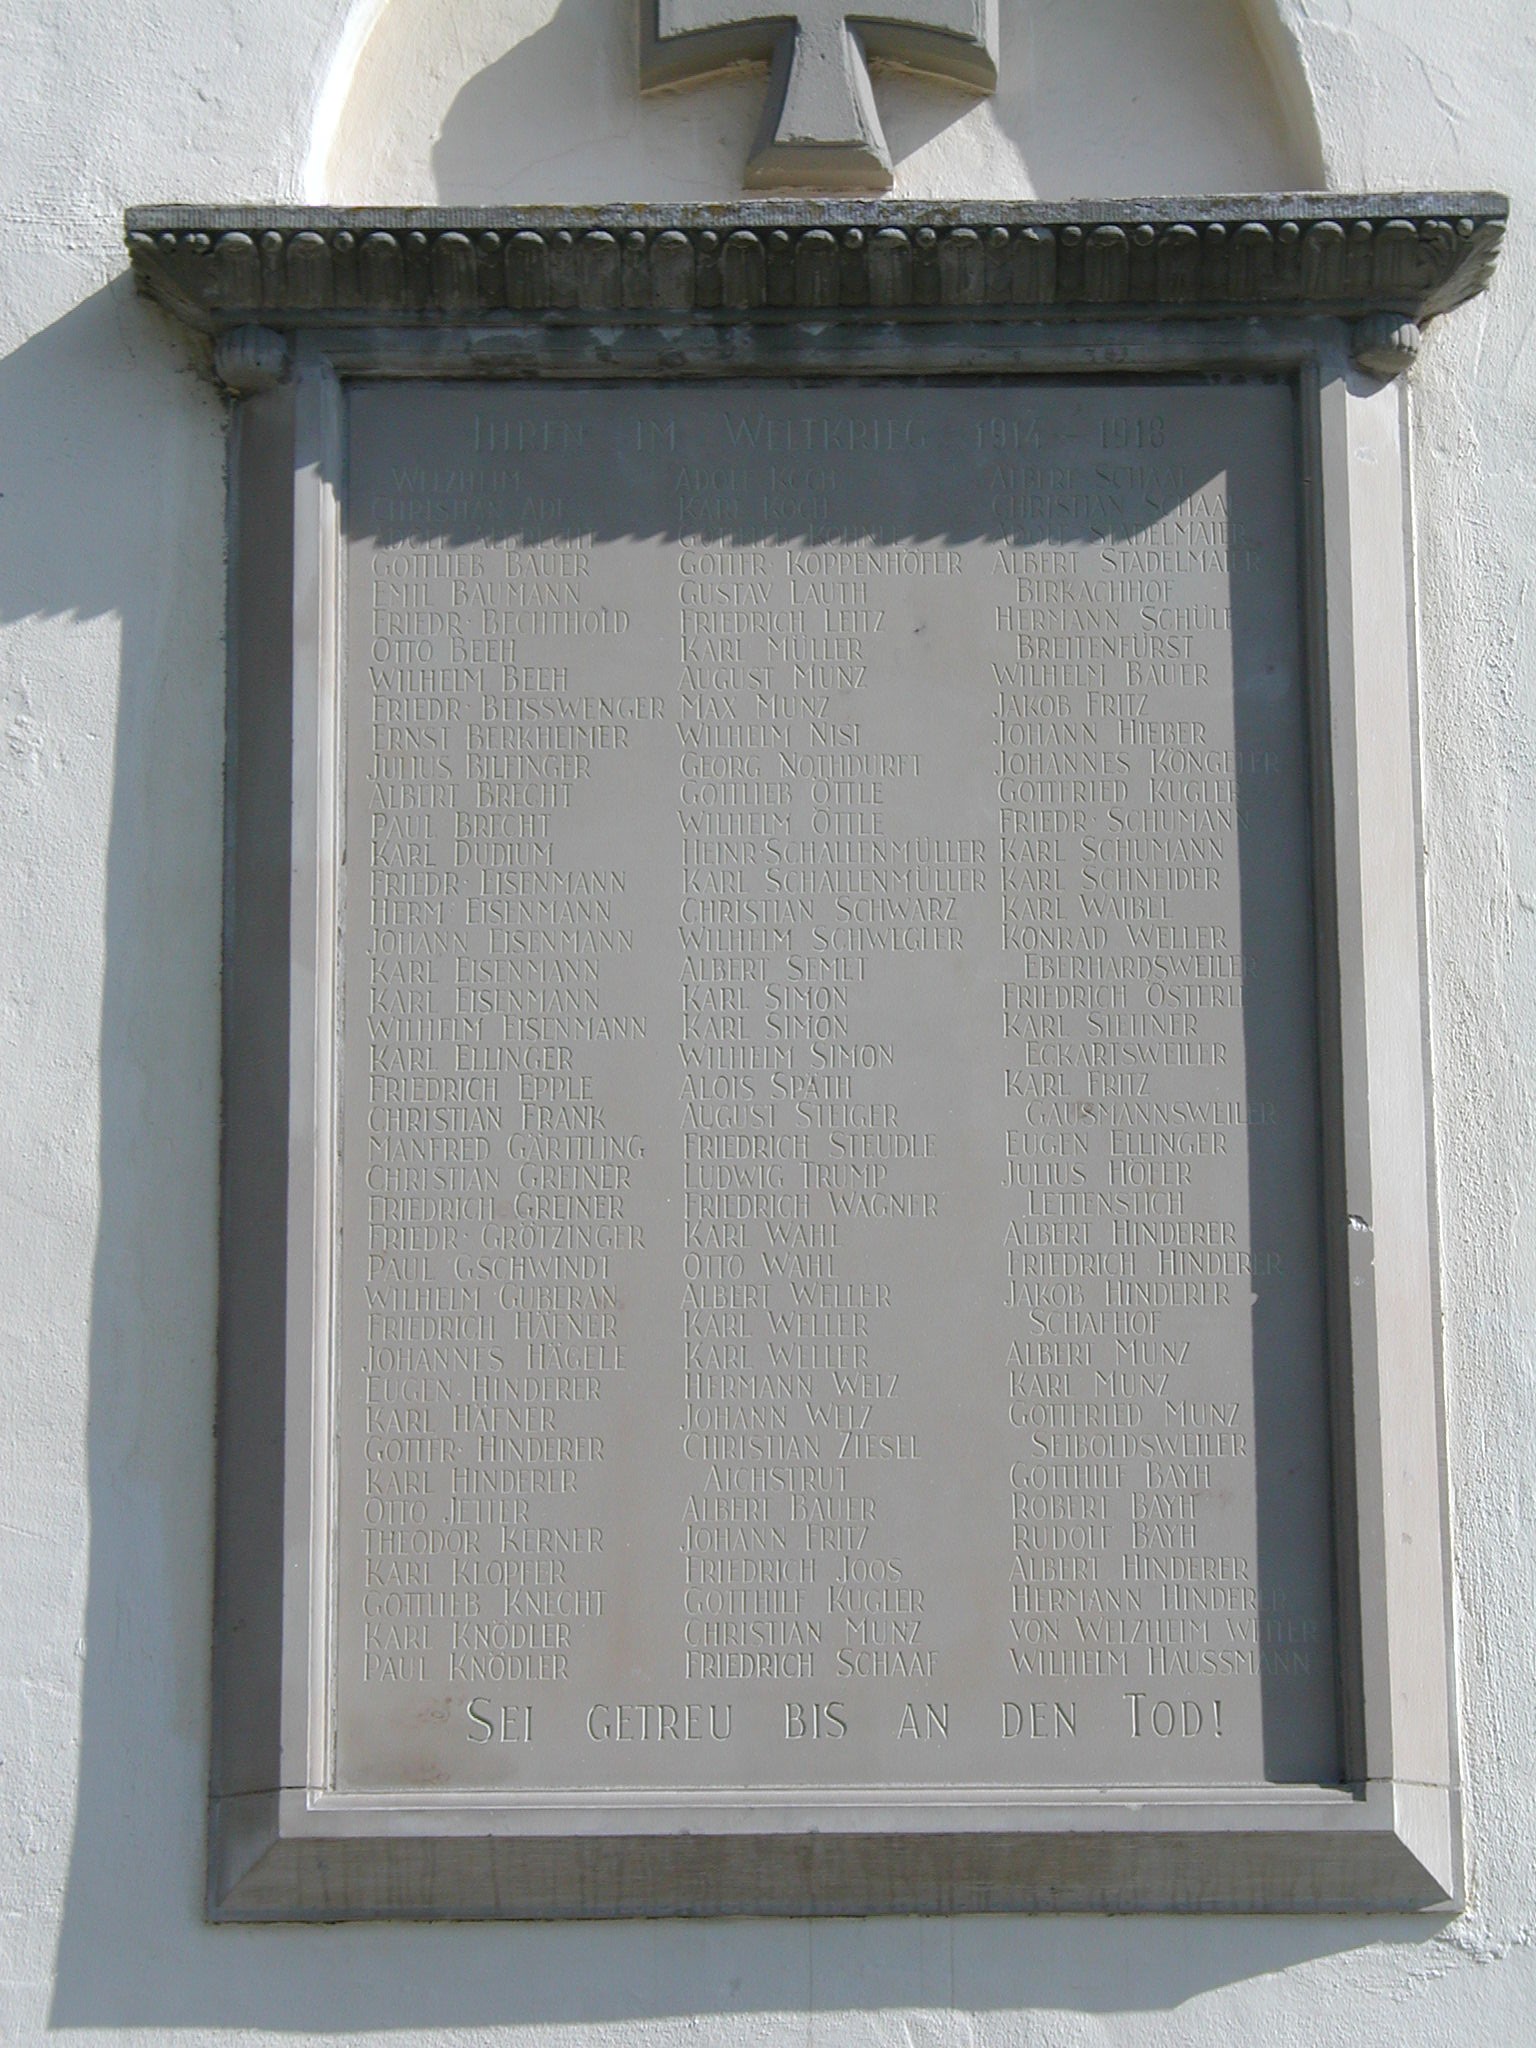 IHREN IM WELTKRIEG 1914 – 1918
WELZHEIM
CHRISTIAN ADE
ADOLF ALBRECHT
GOTTLIEB BAUER
EMIL BAUMANN
FRIEDR· BECHTHOLD
OTTO BEEH
WILHELM BEEH
FRIEDR· BEISSWENGER
ERNST BERKHEIMER
JULIUS BILFINGER
ALBERT BRECHT
PAUL BRECHT
KARL DUDIUM
FRIEDR· EISENMANN
HERM· EISENMANN
JOHANN EISENMANN
KARL EISENMANN
KARL EISENMANN
WILHELM EISENMANN
KARL ELLINGER
FRIEDRICH EPPLE
CHRISTIAN FRANK
MANFRED GÄRTTLING
CHRISTIAN GREINER
FRIEDRICH GREINER
FRIEDR· GRÖTZINGER
PAUL GSCHWINDT
WILHELM GUBERAN
FRIEDRICH HÄFNER
JOHANNES HÄGELE
EUGEN HINDERER
KARL HÄFNER
GOTTFR· HINDERER
KARL HINDERER
OTTO JETTER
THEODOR KERNER
KARL KLOPFER
GOTTLIEB KNECHT
KARL KNÖDLER
PAUL KNÖDLER
ADOLF KOCH
KARL KOCH
GOTTLIEB KOHNLE
GOTTFR· KOPPENHÖFER
GUSTAV LAUTH
FRIEDRICH LEITZ
KARL MÜLLER
AUGUST MUNZ
MAX MUNZ
WILHELM NISI
GEORG NOTHDURFT
GOTTLIEB ÖTTLE
WILHELM ÖTTLE
HEINR· SCHALLENMÜLLER
KARL SCHALLENMÜLLER
CHRISTIAN SCHWARZ
WILHELM SCHWEGLER
ALBERT SEMET
KARL SIMON
KARL SIMON
WILHELM SIMON
ALOIS SPÄTH
AUGUST STEIGER
FRIEDRICH STEUDLE
LUDWIG TRUMP
FRIEDRICH WAGNER
KARL WAHL
OTTO WAHL
ALBERT WELLER
KARL WELLER
KARL WELLER
HERMANN WELZ
JOHANN WELZ
CHRISTIAN ZIESEL
AICHSTRUT
ALBERT BAUER
JOHANN FRITZ
FRIEDRICH JOOS
GOTTHILF KUGLER
CHRISTIAN MUNZ
FRIEDRICH SCHAAF
ALBERT SCHAAL
CHRISTIAN SCHAAL
ADOLF STADELMAIER
ALBERT STADELMAIER
BIRKACHHOF
HERMANN SCHÜLE
BREITENFÜRST
WILHELM BAUER
JAKOB FRITZ
JOHANN HIEBER
JOHANNES KÖNGETER
GOTTFRIED KUGLER
FRIEDR· SCHUMANN
KARL SCHUMANN
KARL SCHNEIDER
KARL WAIBLL
KONRAD WELLER
EBERHARDSWEILER
FRIEDRICH ÖSTERLE
KARL STETTNER
ECKARTSWEILER
KARL FRITZ
GAUSMANNSWEILER
EUGEN ELLINGER
JULIUS HÖFER
LETTENSTICH
ALBERT HINDERER
FRIEDRICH HINDERER
JAKOB HINDERER
SCHAFHOF
ALBERT MUNZ
KARL MUNZ
GOTTFRIED MUNZ
SEIBOLDSWEILER
GOTTHILF BAYH
ROBERT BAYH
RUDOLF BAYH
ALBERT HINDERER
HERMANN HINDERER
VON WELZHEIM WEITER
WILHELM HAUSSMANN
SEI GETREU BIS AN DEN TOD!